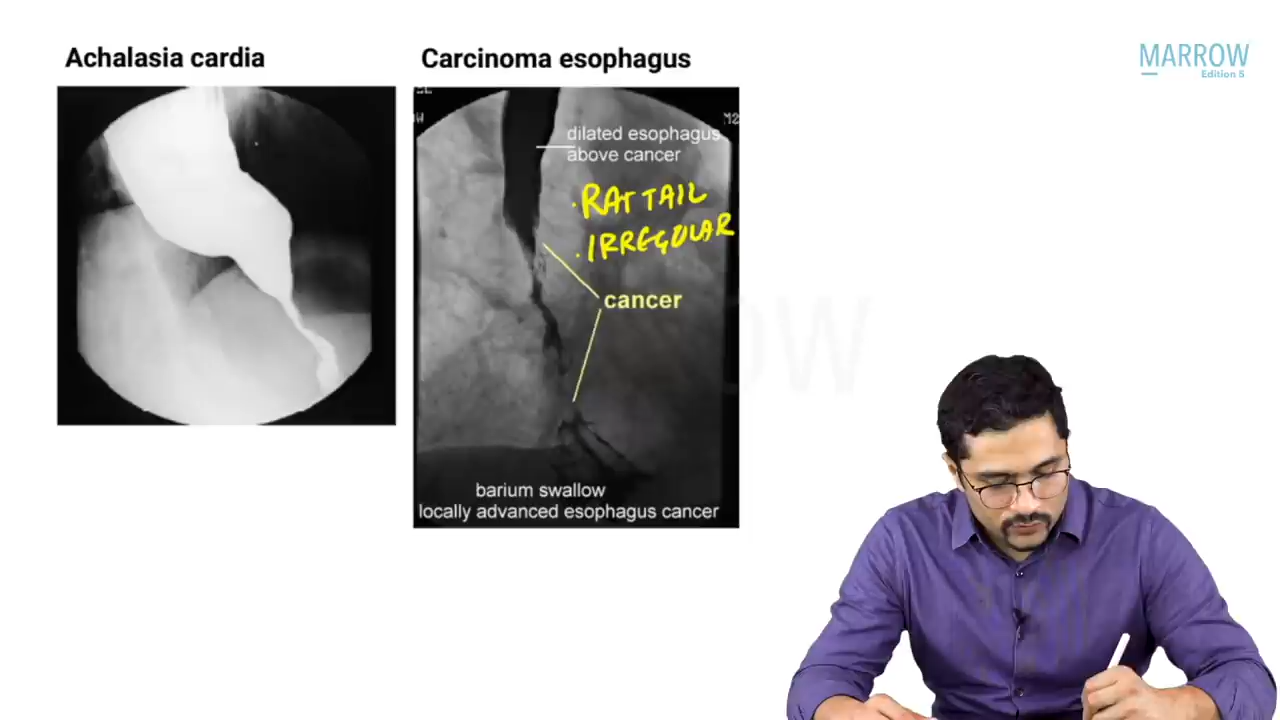 Achalasia cardia
Carcinoma esophagus
MARROW
Edition 5
dilated esophagus
above cancer
• RAT TAIL
• IRREGULAR
cancer
barium swallow
locally advanced esophagus cancer